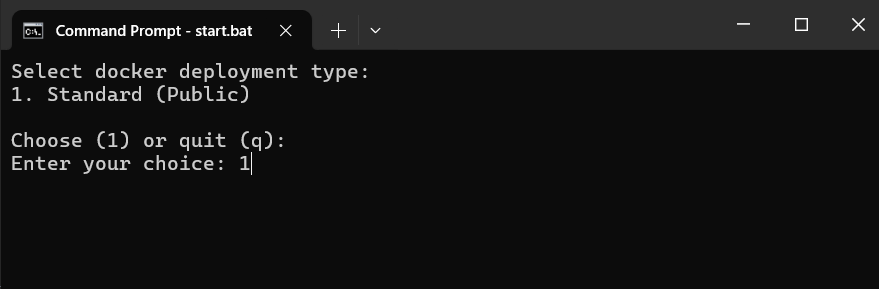 Command Prompt - start.bat
Select docker deployment type:
1. Standard (Public)
Choose (1) or quit (q):
Enter your choice: 1